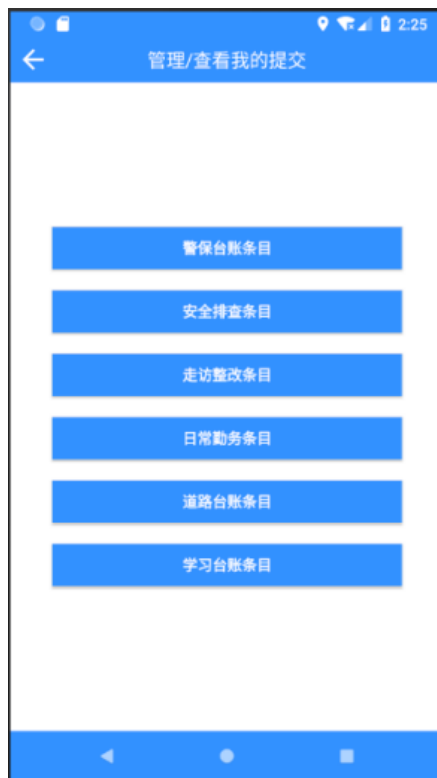 2:25
管理/查看我的提交
警保台账条目
安全排查条目
走访整改条目
日常勤务条目
道路台账条目
学习台账条目